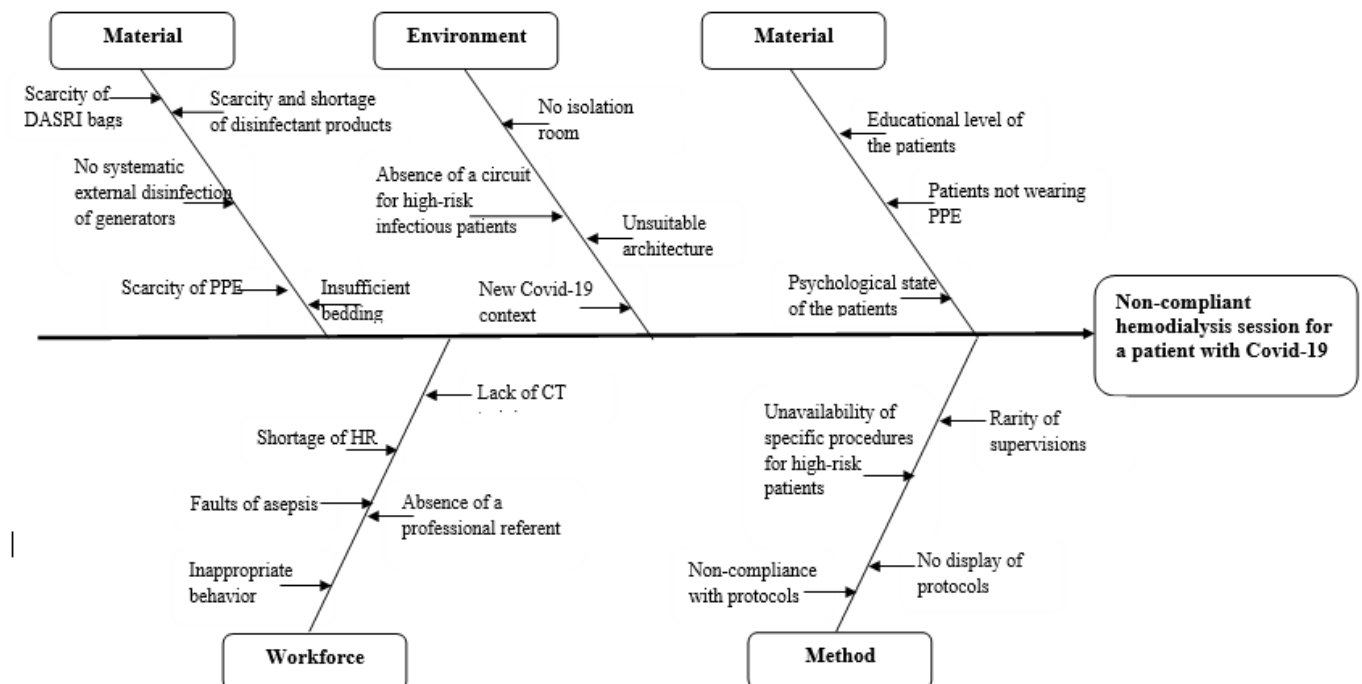 Material
Environment
Material
Scarcity of
DASRI bags
Scarcity and shortage
of disinfectant products
No systematic
external disinfection
of generators
Scarcity of PPE
Insufficient
bedding
No isolation
room
Absence of a circuit
for high-risk
infectious patients
Unsuitable
architecture
New Covid-19
context
Educational level of
the patients
Patients not wearing
PPE
Psychological state
of the patients
Non-compliant
hemodialysis session for
a patient with Covid-19
Lack of CT
Shortage of HR
Faults of asepsis
Absence of a
professional referent
Inappropriate
behavior
Workforce
Unavailability of
specific procedures
for high-risk
patients
Rarity of
supervisions
Non-compliance
with protocols
No display of
protocols
Method